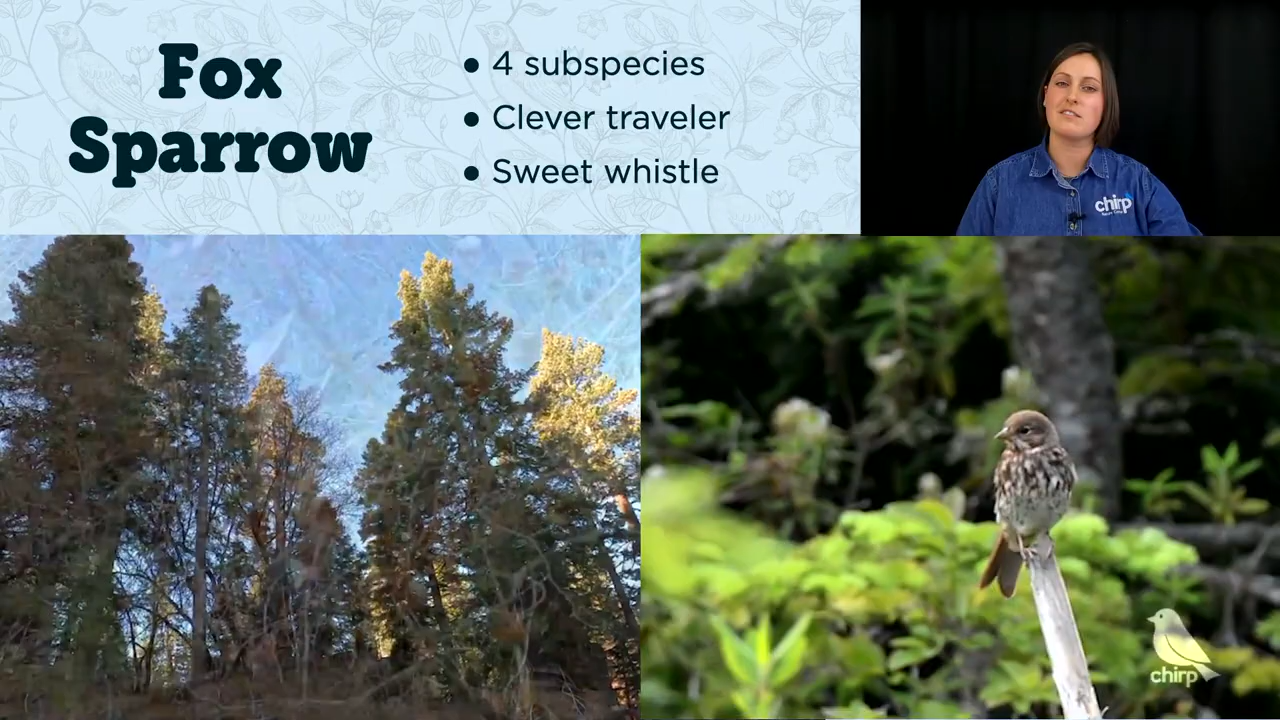 Fox
Sparrow
• 4 subspecies
• Clever traveler
• Sweet whistle
chirp
chirp